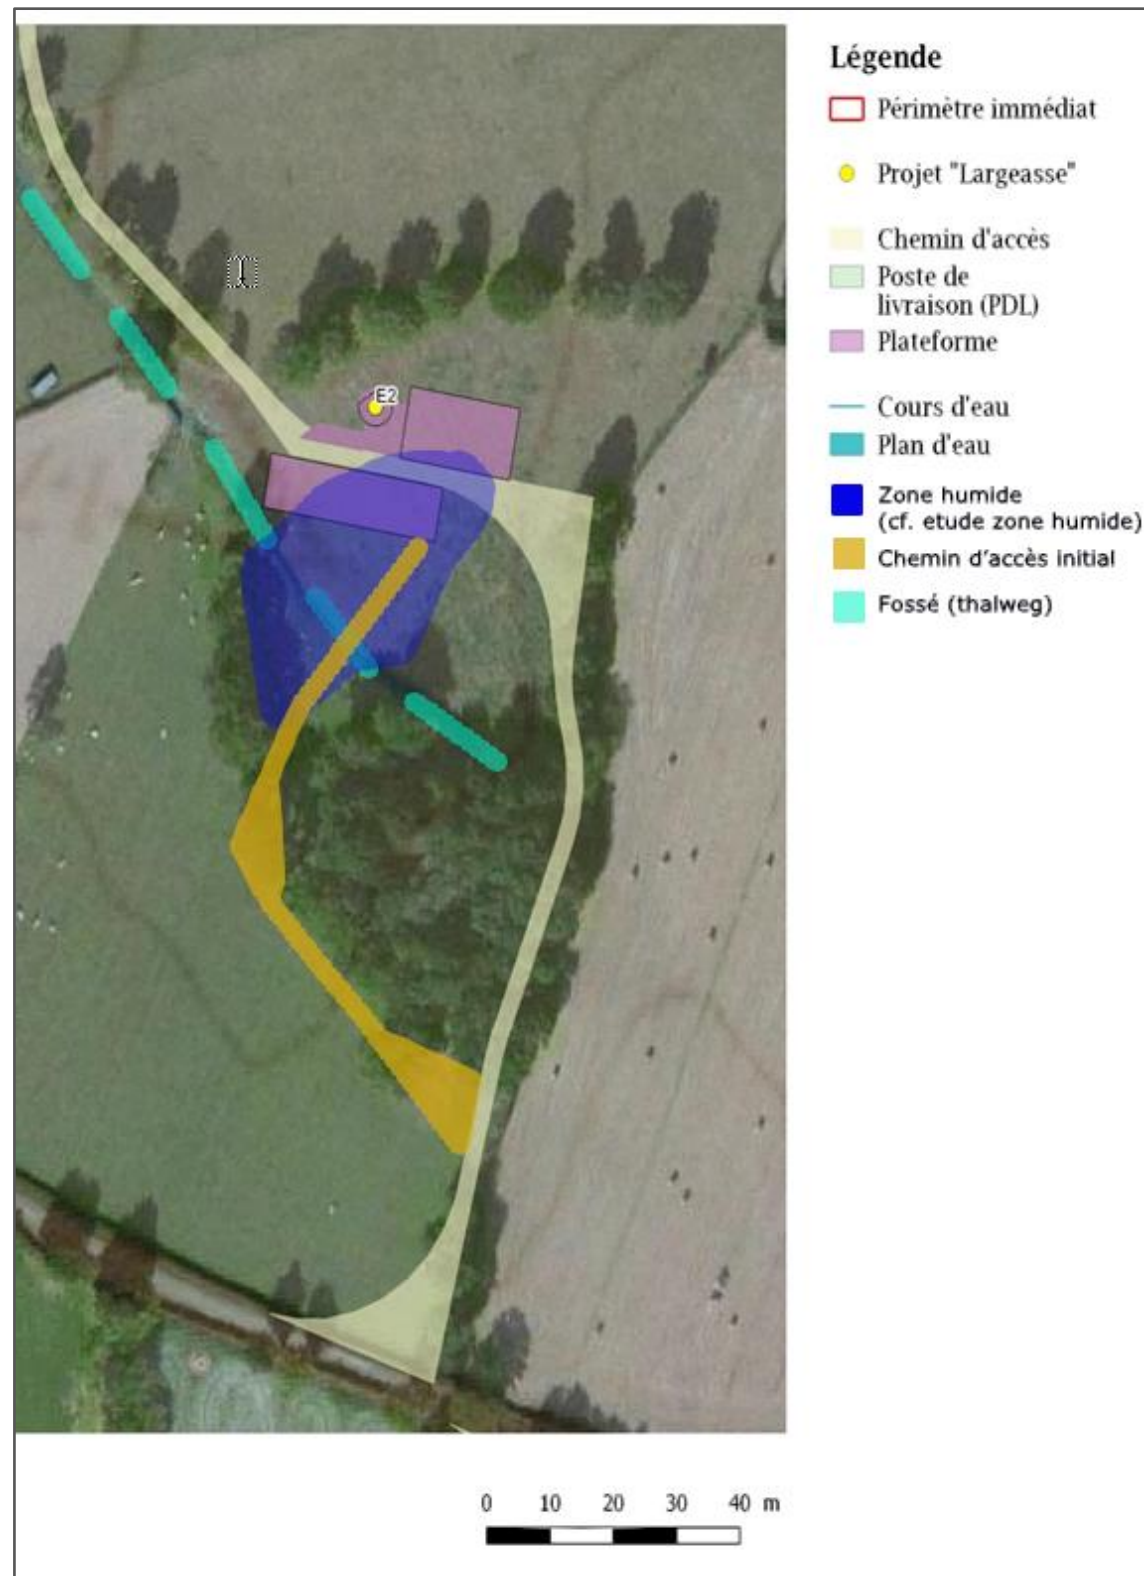 Légende
Périmètre immédiat
Projet "Largeasse"
Chemin d'accès
Poste de
livraison (PDL)
Plateforme
Cours d'eau
Plan d'eau
Zone humide
(cf. etude zone humide)
Chemin d'accès initial
Fossé (thalweg)
E2
0 10 20 30 40 m